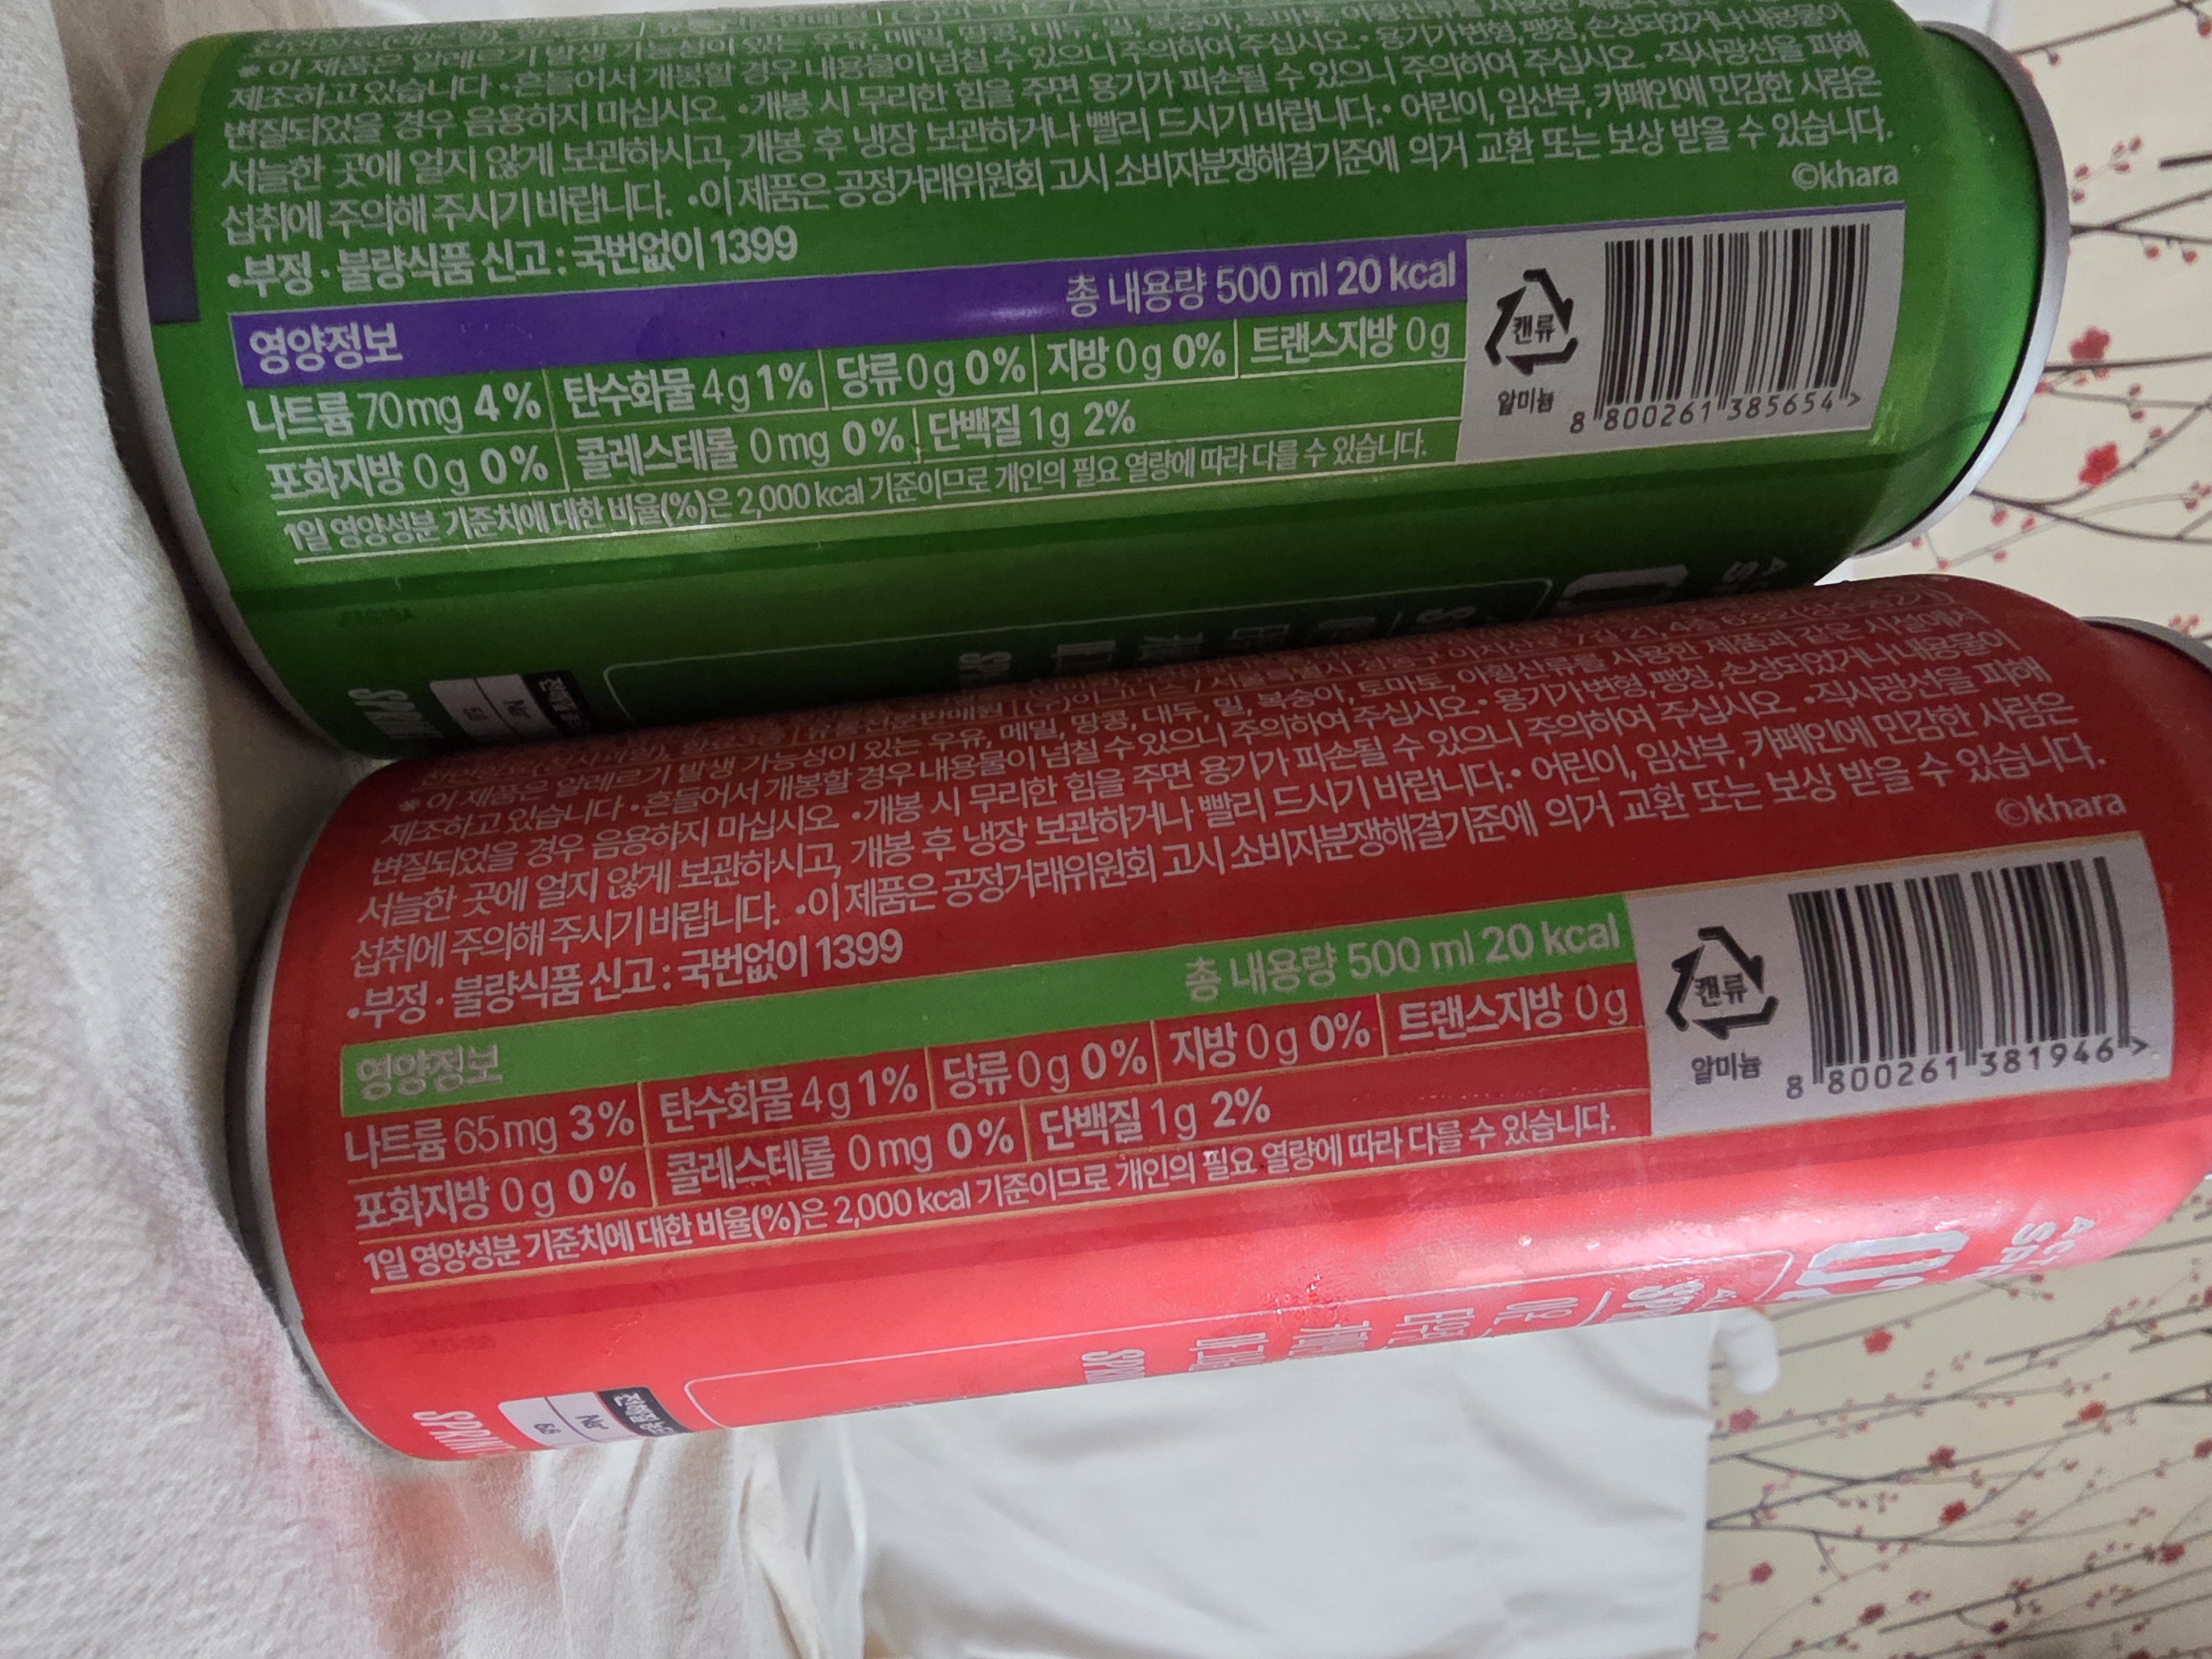 ※ 이 제품은 알레르기 발생 가능성이 있는 우유, 메밀, 땅콩, 대두, 밀, 복숭아, 토마토, 아황산류를 사용한 제품과 같은
제조하고 있습니다 •흔들어서 개봉할 경우 내용물이 넘칠 수 있으니 주의하여 주십시오.• 용기가 변형, 팽창, 손상되었거나 내용물이
변질되었을 경우 음용하지 마십시오 •개봉 시 무리한 힘을 주면 용기가 파손될 수 있으니 주의하여 주십시오 •직사광선을 피해
서늘한 곳에 얼지 않게 보관하시고, 개봉 후 냉장 보관하거나 빨리 드시기 바랍니다.• 어린이, 임산부, 카페인에 민감한 사람은
섭취에 주의해 주시기 바랍니다. •이 제품은 공정거래위원회 고시 소비자분쟁해결기준에 의거 교환 또는 보상 받을 수 있습니다.
•부정·불량식품 신고 : 국번없이 1399
©khara
영양정보 총 내용량 500 ml 20 kcal
나트륨 70mg 4% 탄수화물 4g 1% 당류 0g 0% 지방 0g 0% 트랜스지방 0g
포화지방 0g 0% 콜레스테롤 0mg 0% 단백질 1g 2%
1일 영양성분 기준치에 대한 비율(%)은 2,000 kcal 기준이므로 개인의 필요 열량에 따라 다를 수 있습니다.
캔류
알미늄
8 800261 385654 >
Na⁺
※ 이 제품은 알레르기 발생 가능성이 있는 우유, 메밀, 땅콩, 대두, 밀, 복숭아, 토마토, 아황산류를 사용한 제품과 같은 시설에서
제조하고 있습니다 •흔들어서 개봉할 경우 내용물이 넘칠 수 있으니 주의하여 주십시오.• 용기가 변형, 팽창, 손상되었거나 내용물이
변질되었을 경우 음용하지 마십시오 •개봉 시 무리한 힘을 주면 용기가 파손될 수 있으니 주의하여 주십시오 •직사광선을 피해
서늘한 곳에 얼지 않게 보관하시고, 개봉 후 냉장 보관하거나 빨리 드시기 바랍니다.• 어린이, 임산부, 카페인에 민감한 사람은
섭취에 주의해 주시기 바랍니다. •이 제품은 공정거래위원회 고시 소비자분쟁해결기준에 의거 교환 또는 보상 받을 수 있습니다.
•부정·불량식품 신고 : 국번없이 1399
©khara
영양정보 총 내용량 500 ml 20 kcal
나트륨 65mg 3% 탄수화물 4g 1% 당류 0g 0% 지방 0g 0% 트랜스지방 0g
포화지방 0g 0% 콜레스테롤 0mg 0% 단백질 1g 2%
1일 영양성분 기준치에 대한 비율(%)은 2,000 kcal 기준이므로 개인의 필요 열량에 따라 다를 수 있습니다.
캔류
알미늄
8 800261 381946 >
Na⁺